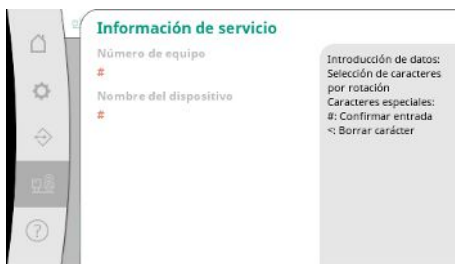 Información de servicio
Número de equipo
#
Nombre del dispositivo
#
Introducción de datos:
Selección de caracteres
por rotación
Caracteres especiales:
#: Confirmar entrada
<: Borrar carácter
?